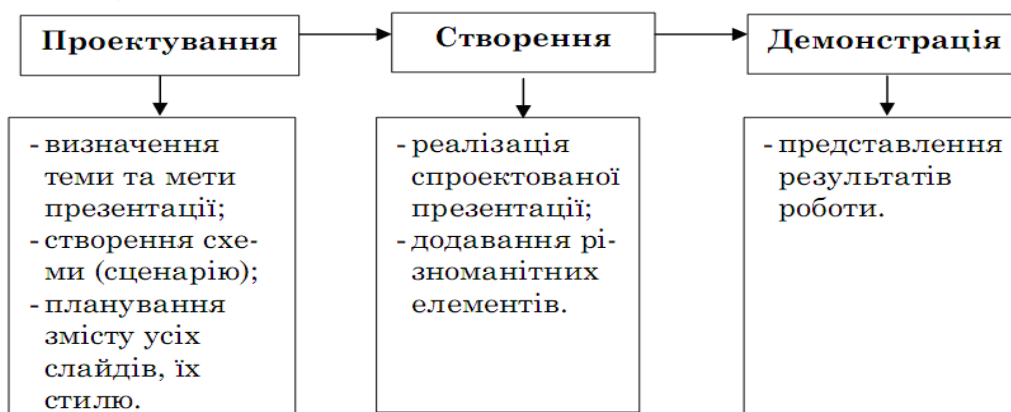 Проектування
Створення
Демонстрація
- визначення
теми та мети
презентації;
- створення схе-
ми (сценарію);
- планування
змісту усіх
слайдів, їх
стилю.
- реалізація
спроектованої
презентації;
- додавання рі-
зноманітних
елементів.
- представлення
результатів
роботи.